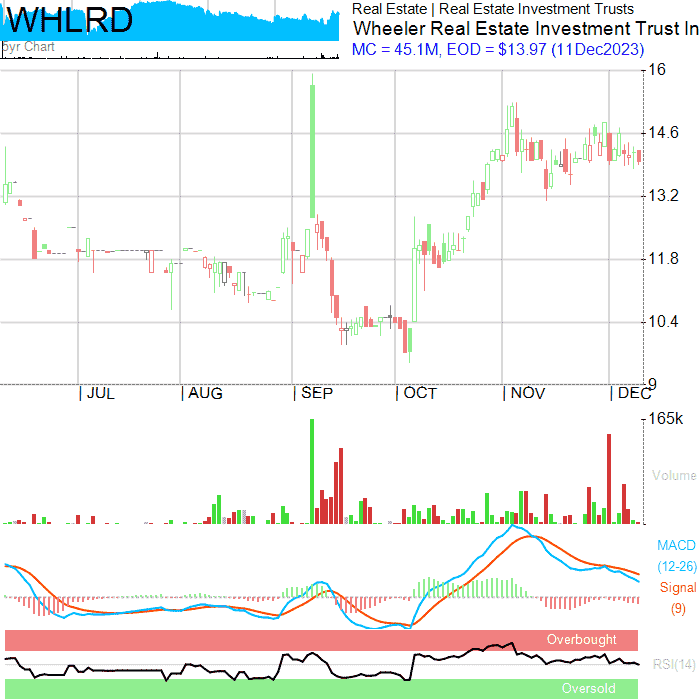 WHLRD
byr Chart
Real Estate | Real Estate Investment Trusts
Wheeler Real Estate Investment Trust In
MC = 45.1M, EOD = $13.97 (11Dec2023)
16
14.6
13.2
11.8
10.4
9
| JUL | AUG | SEP | OCT | NOV | DEC
165k
Volume
MACD
(12-26)
Signal
(9)
Overbought
RSI(14)
Oversold